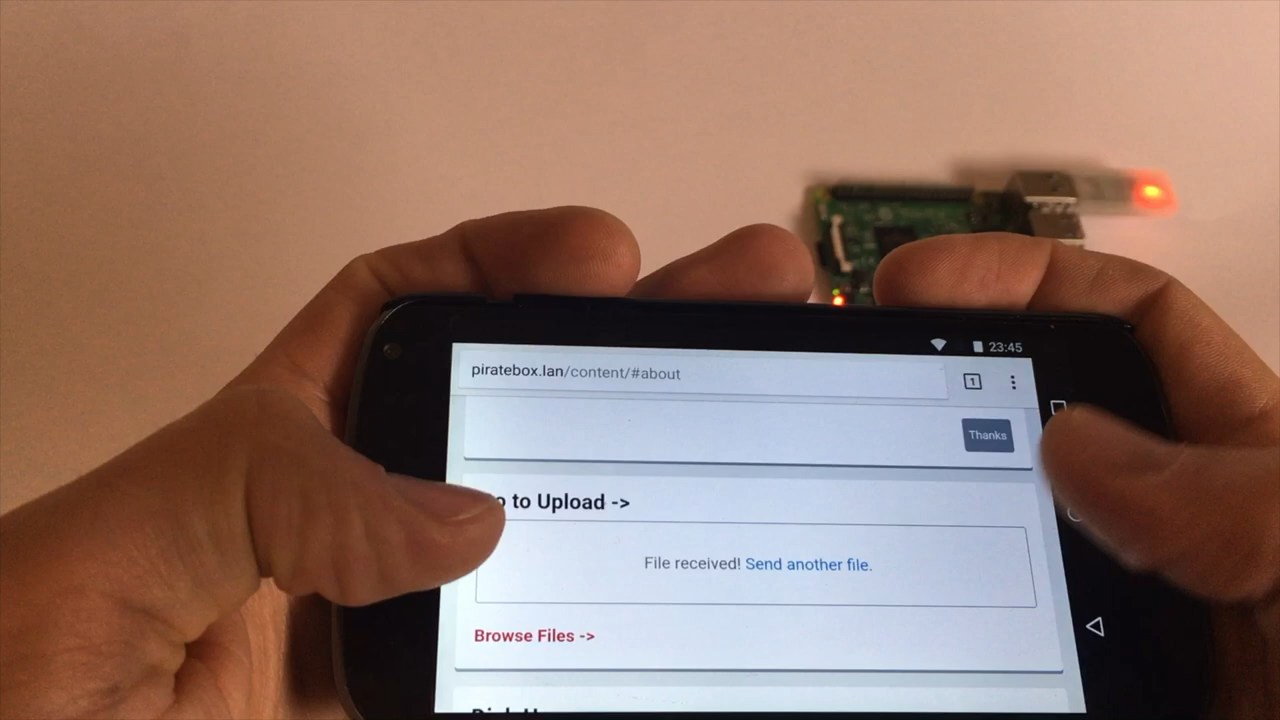 23:45
piratebox.lan/content/#about
1
Thanks
to Upload ->
File received! Send another file.
Browse Files ->